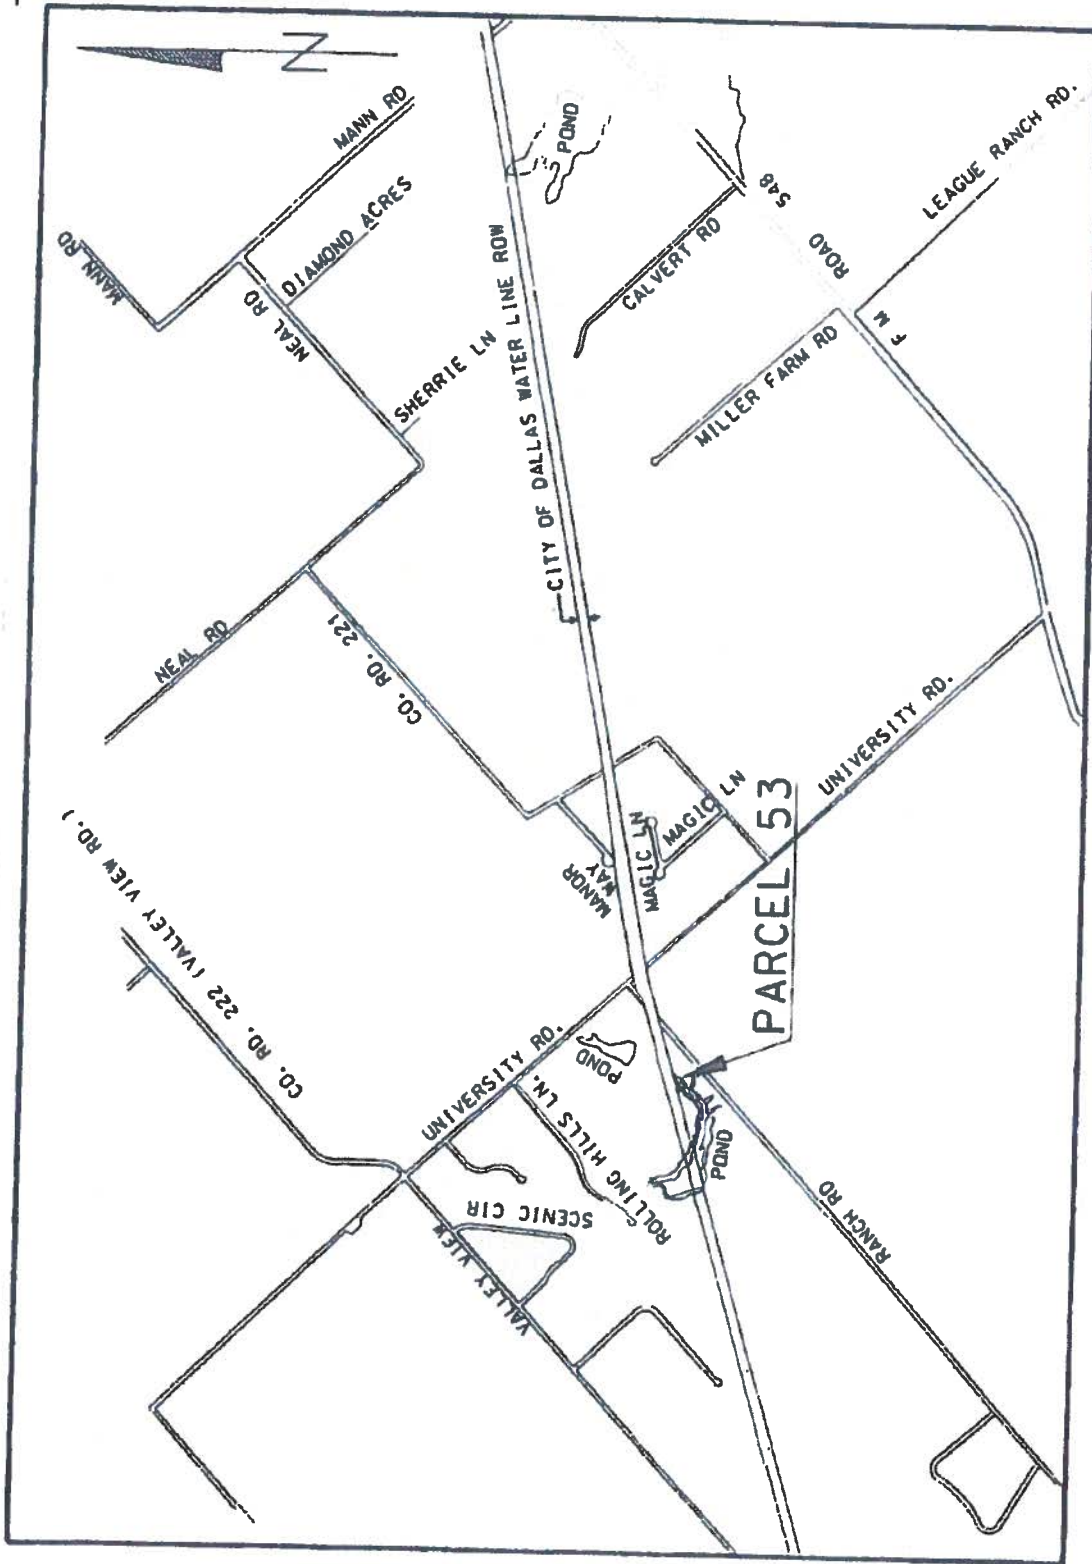 N
MANN RD
MANN RD
DIAMOND ACRES
NEAL RD
SHERRIE LN
POND
CITY OF DALLAS WATER LINE ROW
CALVERT RD
548
ROAD
F M
LEAGUE RANCH RD.
MILLER FARM RD
NEAL RD
CO. RD. 221
UNIVERSITY RD.
MAGIC LN
MAGIC LN
MANOR
WAY
PARCEL 53
CO. RD. 222 (VALLEY VIEW RD.)
UNIVERSITY RD.
POND
ROLLING HILLS LN.
SCENIC CIR
VALLEY VIEW
POND
RANCH RD